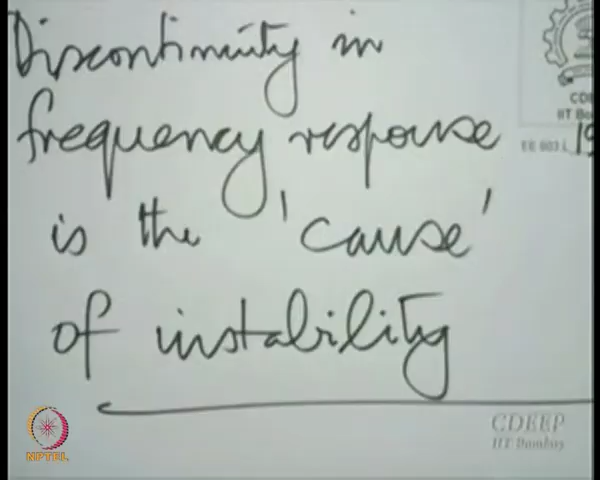 Discontinuity in
frequency response
is the 'cause'
of instability
CDEEP
IIT Bombay
NPTEL